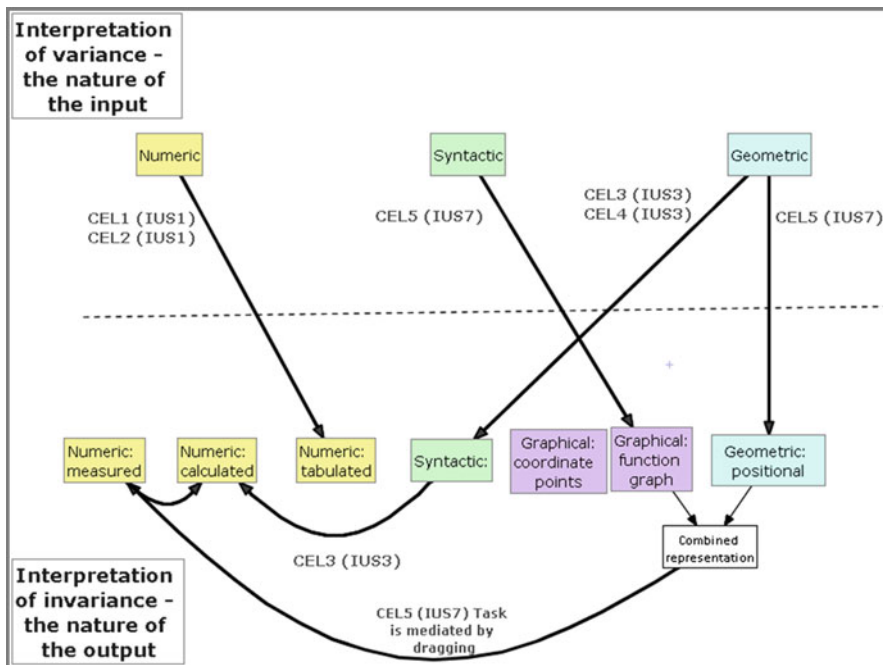 Interpretation
of variance -
the nature of
the input
Numeric
Syntactic
Geometric
CEL1 (IUS1)
CEL2 (IUS1)
CEL5 (IUS7)
CEL3 (IUS3)
CEL4 (IUS3)
CEL5 (IUS7)
Numeric:
measured
Numeric:
calculated
Numeric:
tabulated
Syntactic:
Graphical:
coordinate
points
Graphical:
function
graph
Geometric:
positional
CEL3 (IUS3)
Combined
representation
Interpretation
of invariance -
the nature of
the output
CEL5 (IUS7) Task
is mediated by
dragging